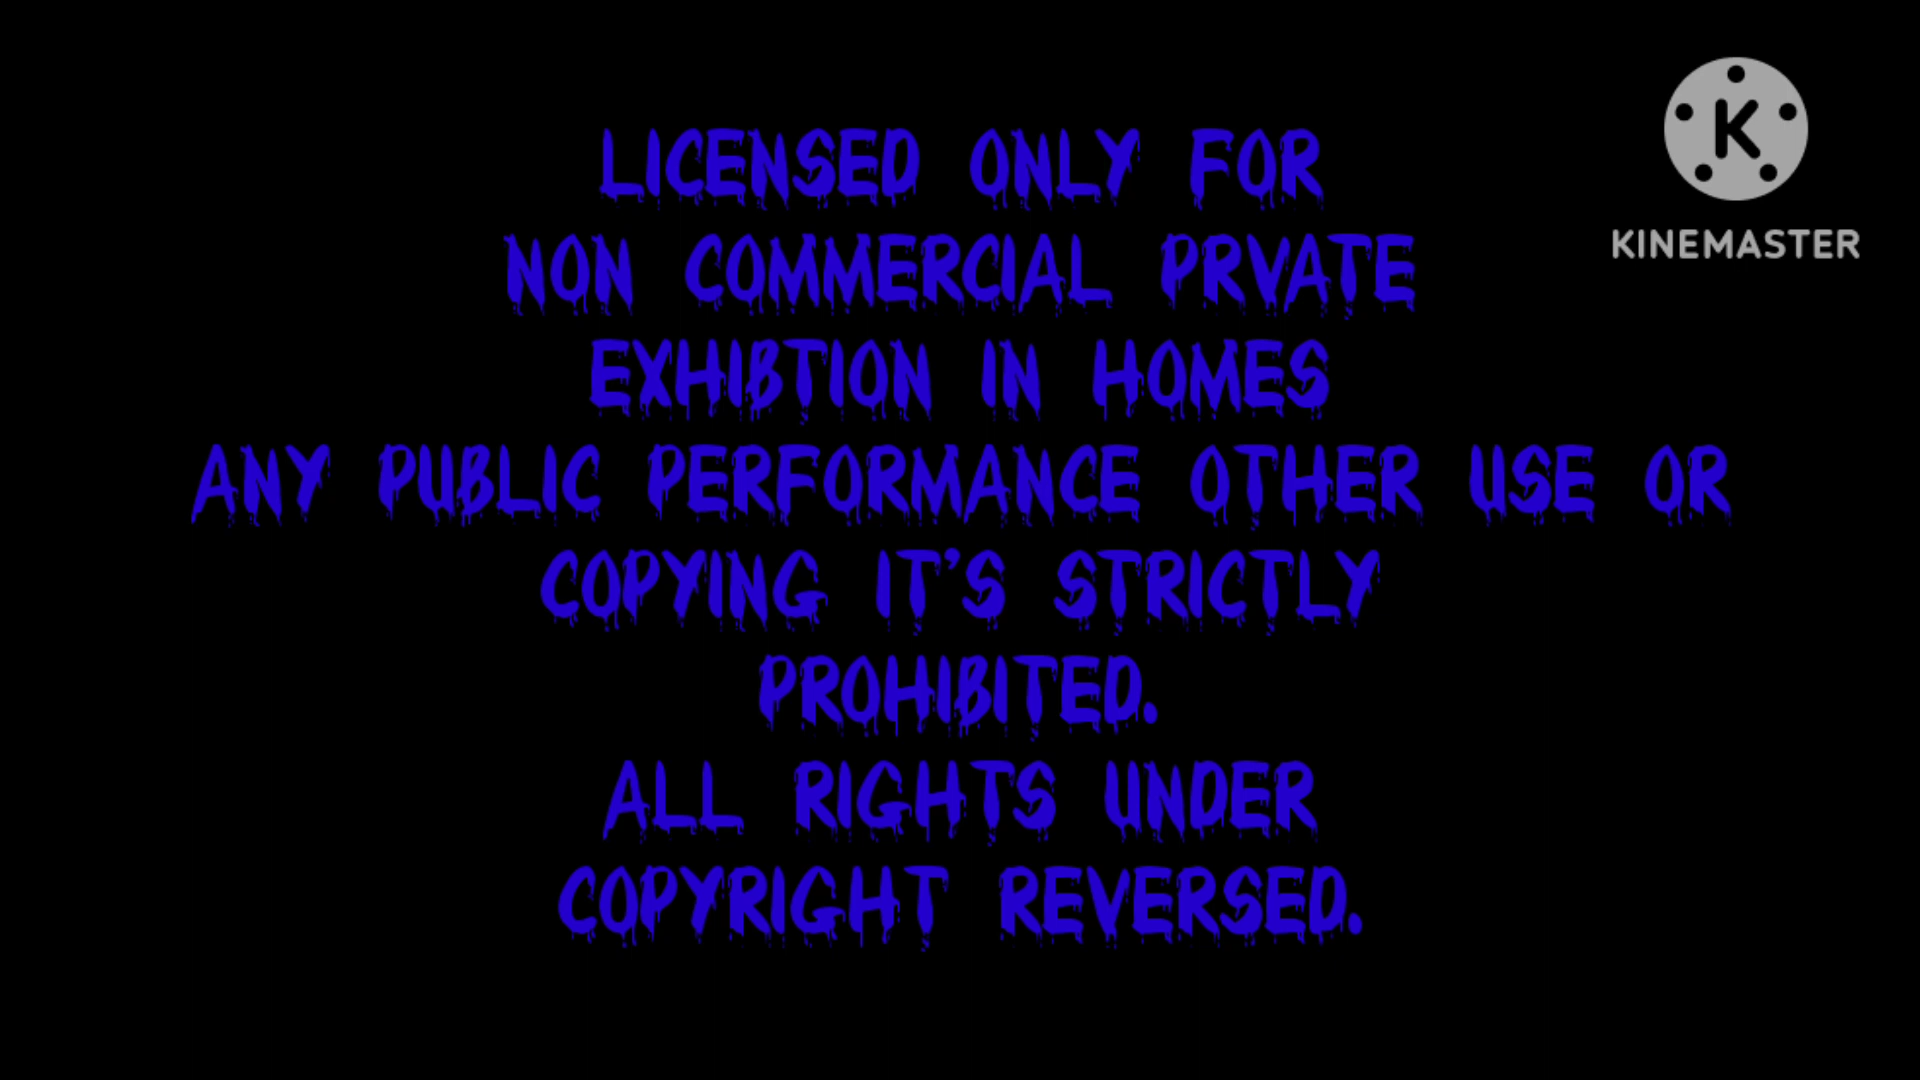 LICENSED ONLY FOR
NON COMMERCIAL PRVATE
EXHIBTION IN HOMES
ANY PUBLIC PERFORMANCE OTHER USE OR
COPYING IT'S STRICTLY
PROHIBITED.
ALL RIGHTS UNDER
COPYRIGHT REVERSED.
K
KINEMASTER